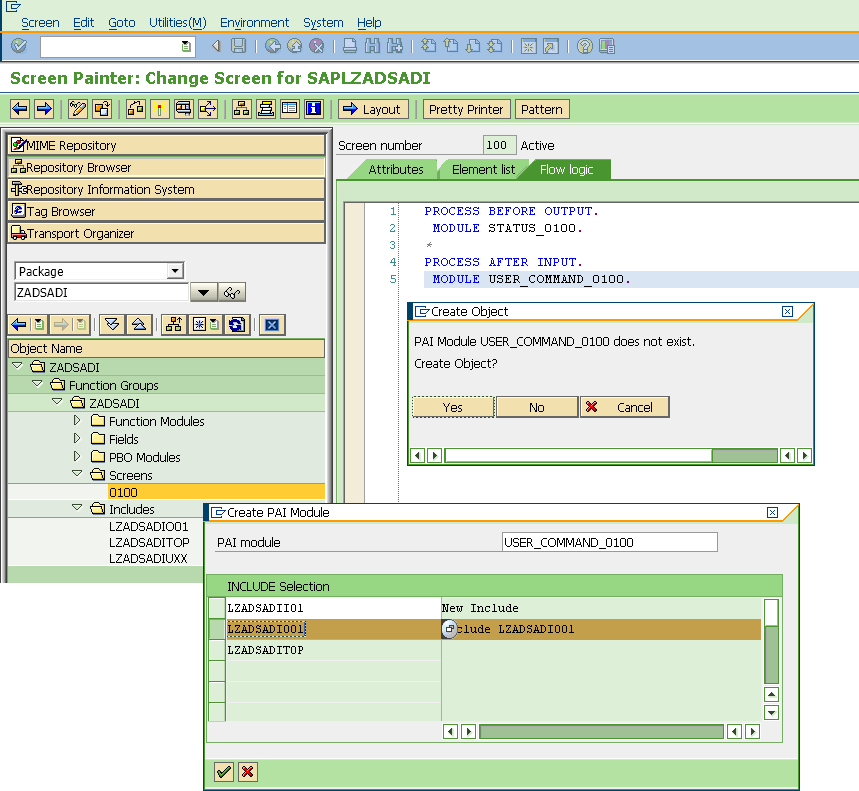 Screen Edit Goto Utilities(M) Environment System Help
Screen Painter: Change Screen for SAPLZADSADI
Layout Pretty Printer Pattern
MIME Repository
Repository Browser
Repository Information System
Tag Browser
Transport Organizer
Package
ZADSADI
Object Name
ZADSADI
Function Groups
ZADSADI
Function Modules
Fields
PBO Modules
Screens
0100
Includes
LZADSADIO01
LZADSADITOP
LZADSADIUXX
Screen number 100 Active
Attributes Element list Flow logic
1 PROCESS BEFORE OUTPUT.
2 MODULE STATUS_0100.
3 *
4 PROCESS AFTER INPUT.
5 MODULE USER_COMMAND_0100.
Create Object
PAI Module USER_COMMAND_0100 does not exist.
Create Object?
Yes No Cancel
Create PAI Module
PAI module USER_COMMAND_0100
INCLUDE Selection
LZADSADII01 New Include
LZADSADIO01 clude LZADSADIO01
LZADSADITOP